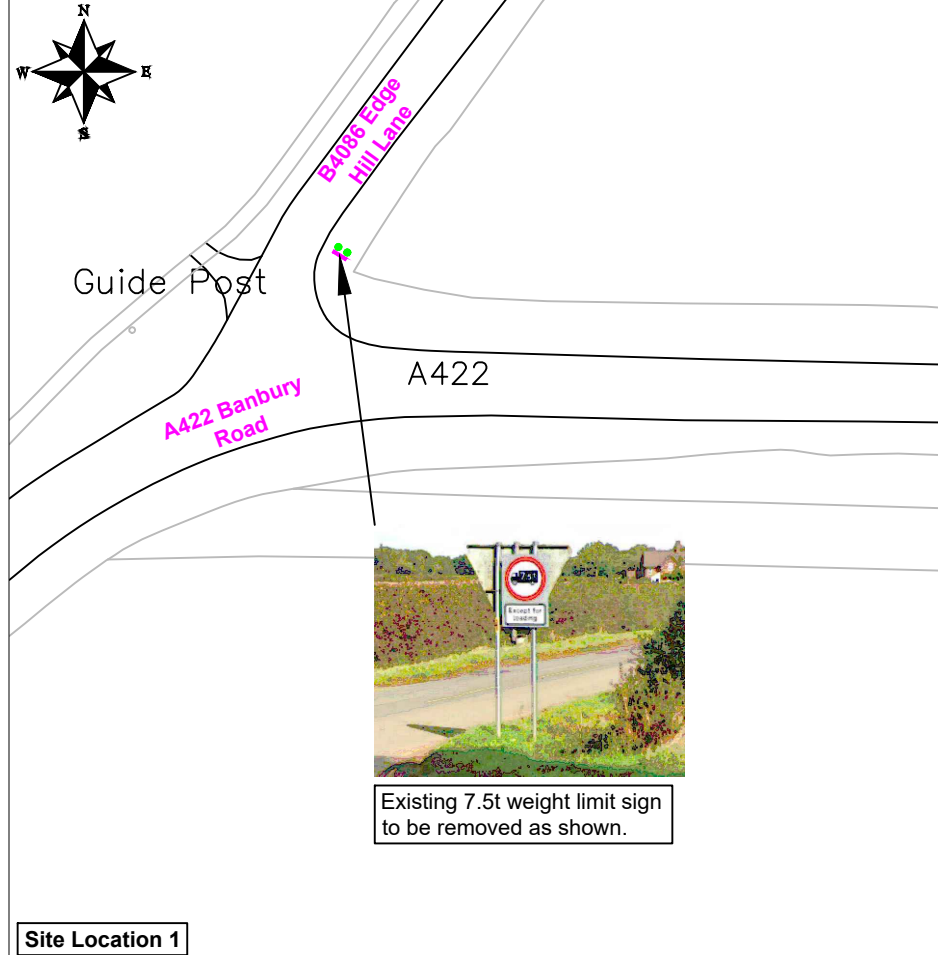 N
W
E
S
B4086 Edge
Hill Lane
Guide Post
A422
A422 Banbury
Road
7.5t
Except for
loading
Existing 7.5t weight limit sign
to be removed as shown.
Site Location 1